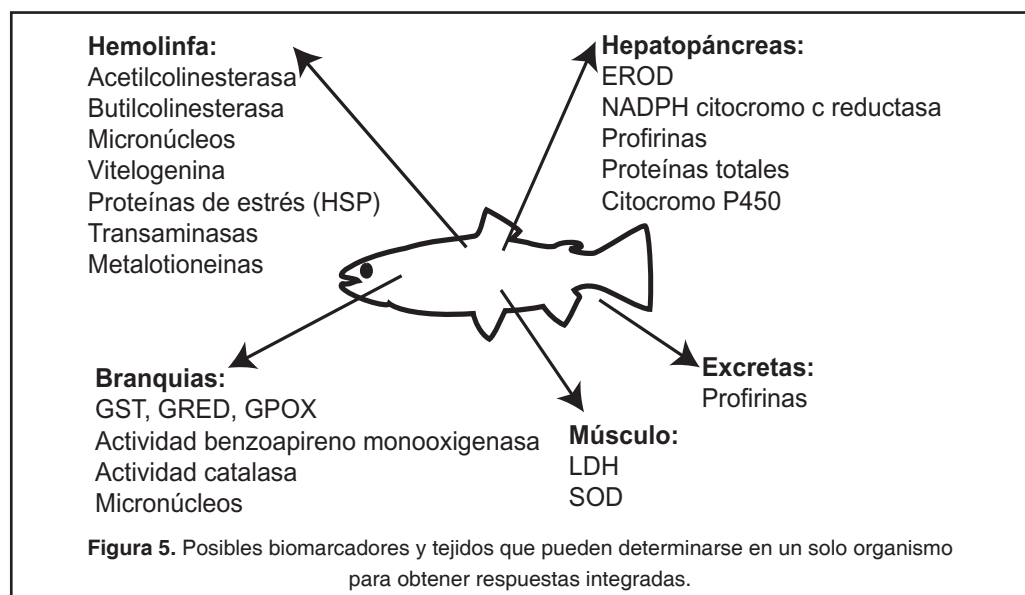 Hemolinfa:
Acetilcolinesterasa
Butilcolinesterasa
Micronúcleos
Vitelogenina
Proteínas de estrés (HSP)
Transaminasas
Metalotioneinas
Hepatopáncreas:
EROD
NADPH citocromo c reductasa
Profirinas
Proteínas totales
Citocromo P450
Branquias:
GST, GRED, GPOX
Actividad benzoapireno monooxigenasa
Actividad catalasa
Micronúcleos
Músculo:
LDH
SOD
Excretas:
Profirinas
Figura 5. Posibles biomarcadores y tejidos que pueden determinarse en un solo organismo
para obtener respuestas integradas.